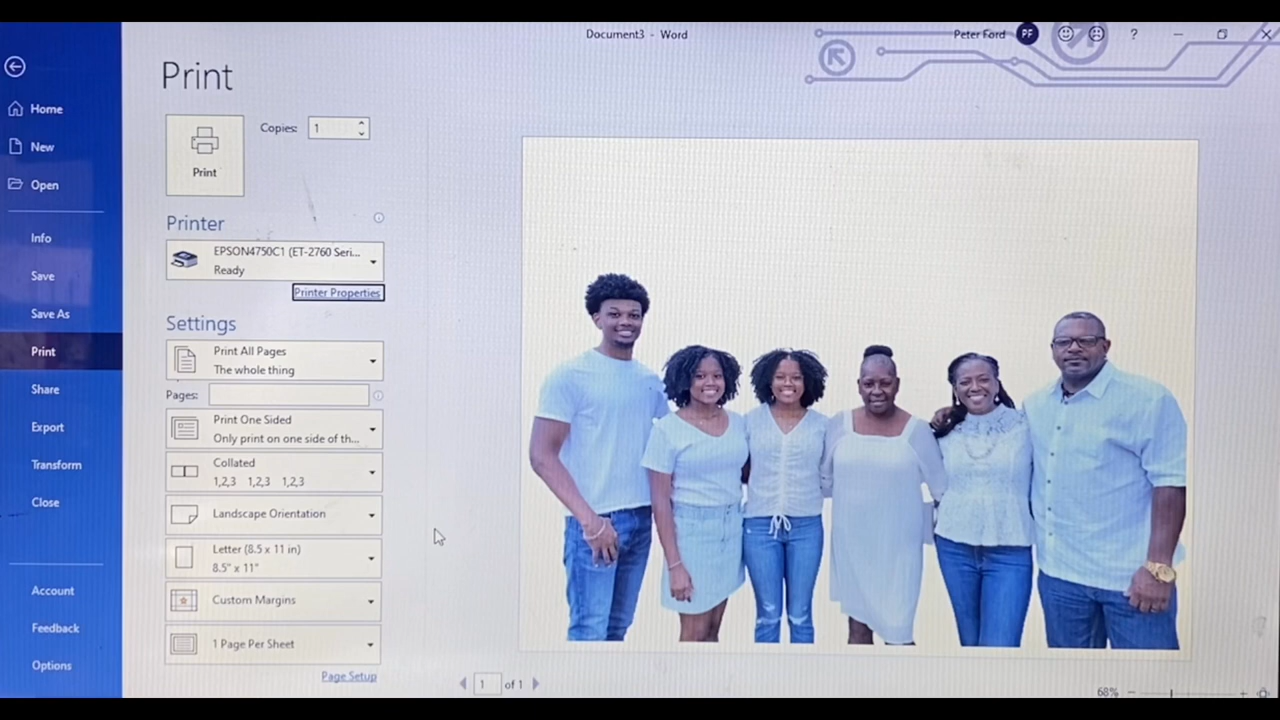 Document3 - Word
Peter Ford
PF
?
Print
Home
New
Open
Info
Save
Save As
Print
Share
Export
Transform
Close
Account
Feedback
Options
Print
Copies: 1
Printer
EPSON4750C1 (ET-2760 Seri...
Ready
Printer Properties
Settings
Print All Pages
The whole thing
Pages:
Print One Sided
Only print on one side of th...
Collated
1,2,3 1,2,3 1,2,3
Landscape Orientation
Letter (8.5 x 11 in)
8.5" x 11"
Custom Margins
1 Page Per Sheet
Page Setup
1 of 1
68%